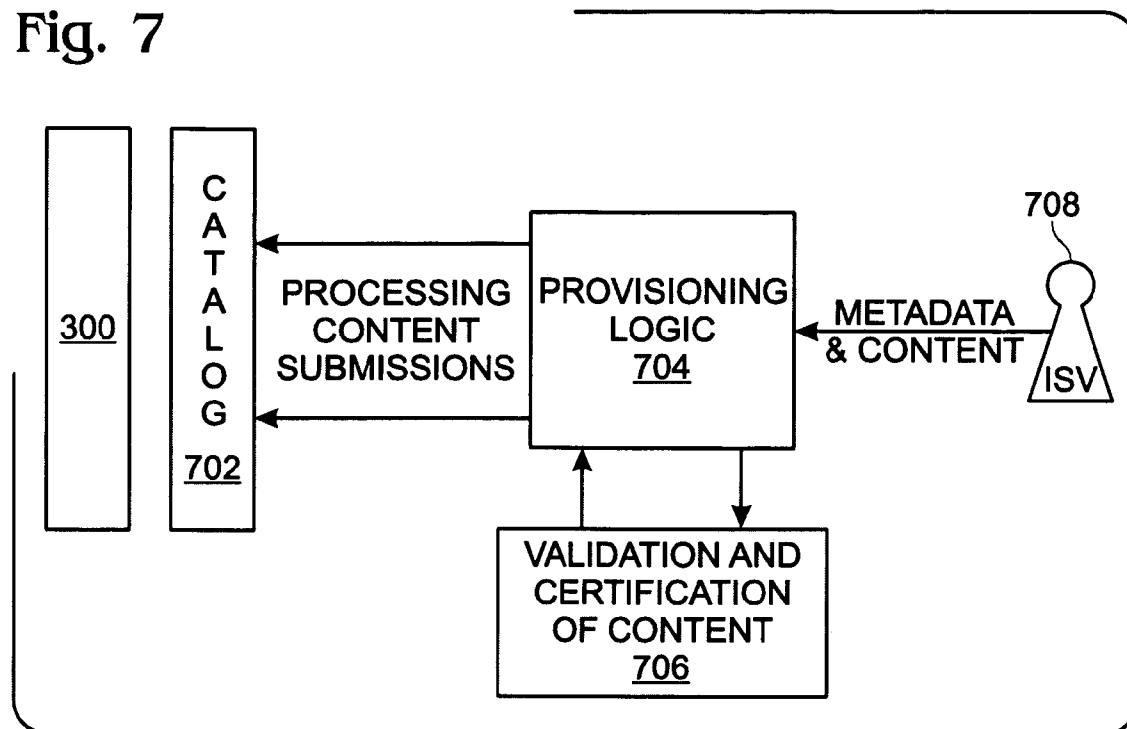 Fig. 7
300
CATALOG
702
PROCESSING
CONTENT
SUBMISSIONS
PROVISIONING
LOGIC
704
METADATA
& CONTENT
708
ISV
VALIDATION AND
CERTIFICATION
OF CONTENT
706